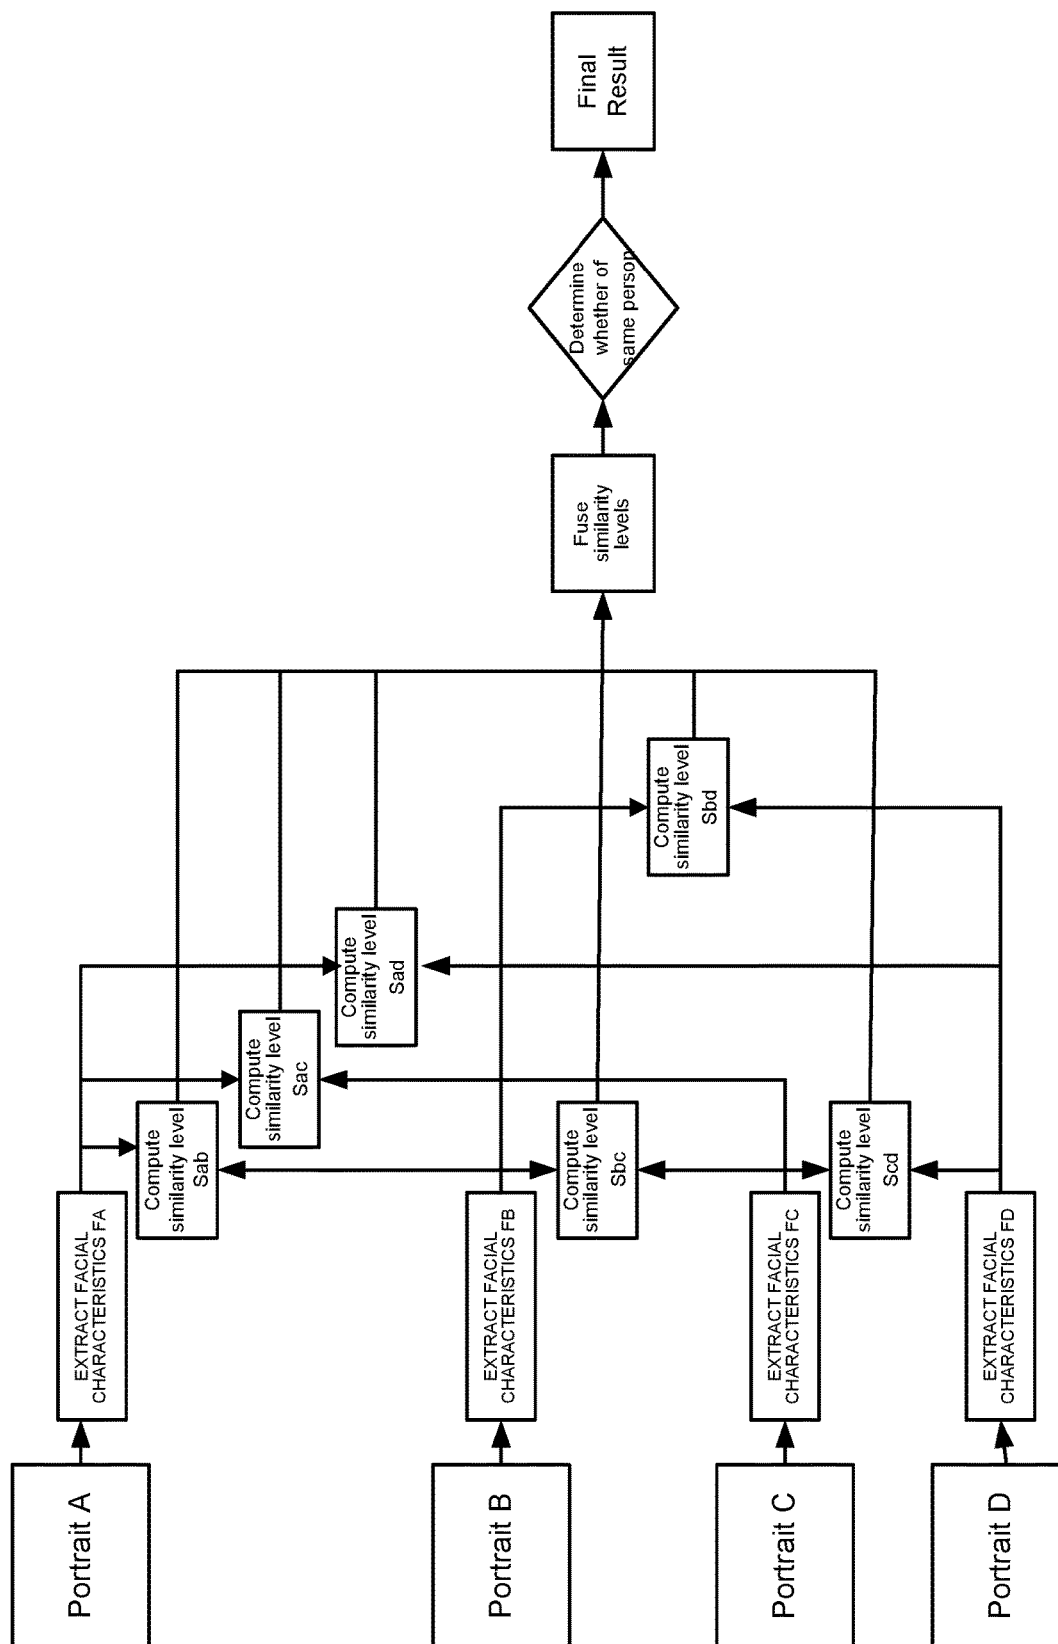 Portrait A
EXTRACT FACIAL
CHARACTERISTICS FA
Compute
similarity level
Sab
Compute
similarity level
Sac
Compute
similarity level
Sad
Portrait B
EXTRACT FACIAL
CHARACTERISTICS FB
Compute
similarity level
Sbc
Compute
similarity level
Sbd
Fuse
similarity
levels
Determine
whether of
same person
Final
Result
Portrait C
EXTRACT FACIAL
CHARACTERISTICS FC
Compute
similarity level
Scd
Portrait D
EXTRACT FACIAL
CHARACTERISTICS FD